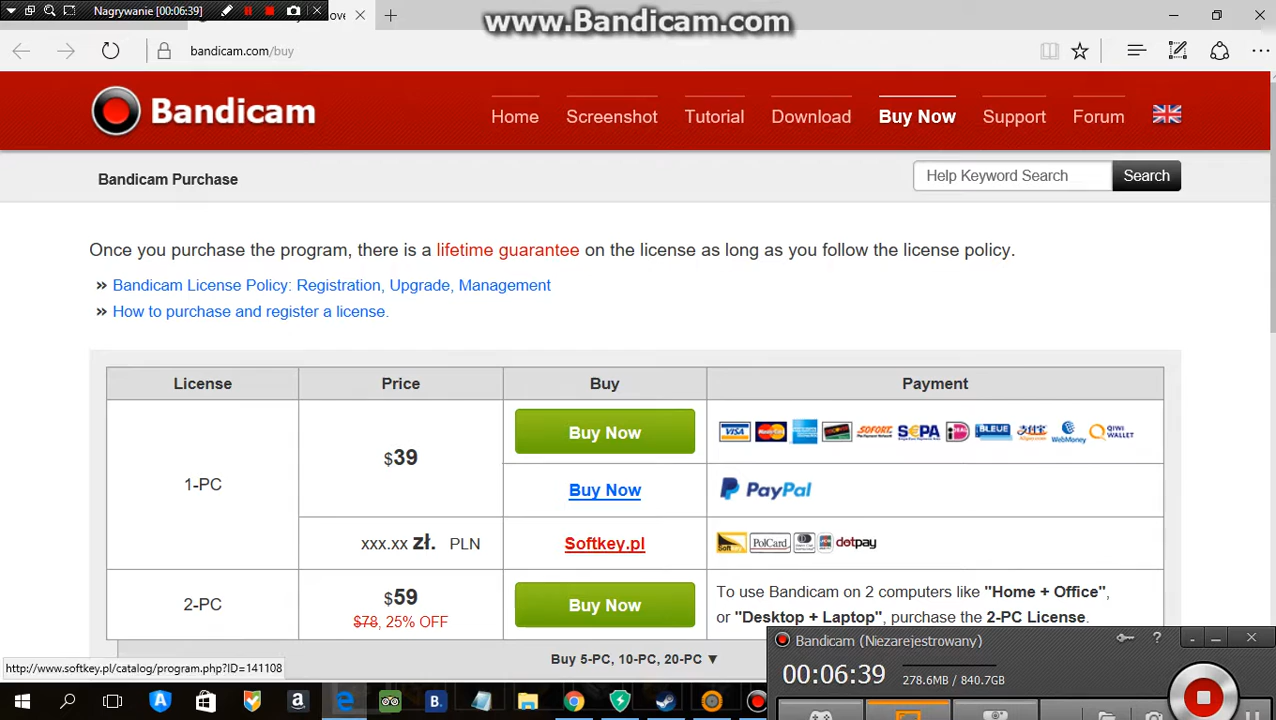 Nagrywanie [00:06:39]
www.Bandicam.com
bandicam.com/buy
Bandicam
Home Screenshot Tutorial Download Buy Now Support Forum
Bandicam Purchase
Help Keyword Search Search
Once you purchase the program, there is a lifetime guarantee on the license as long as you follow the license policy.
» Bandicam License Policy: Registration, Upgrade, Management
» How to purchase and register a license.
License Price Buy Payment
1-PC
$39
Buy Now
VISA MasterCard SOFORT SEPA iDEAL BLEUE WebMoney QIWI WALLET
Buy Now
PayPal
xxx.xx zł. PLN
Softkey.pl
PolCard dotpay
2-PC
$59
$78, 25% OFF
Buy Now
To use Bandicam on 2 computers like "Home + Office",
or "Desktop + Laptop", purchase the 2-PC License.
Buy 5-PC, 10-PC, 20-PC ▼
http://www.softkey.pl/catalog/program.php?ID=141108
Bandicam (Niezarejestrowany)
00:06:39
278.6MB / 840.7GB